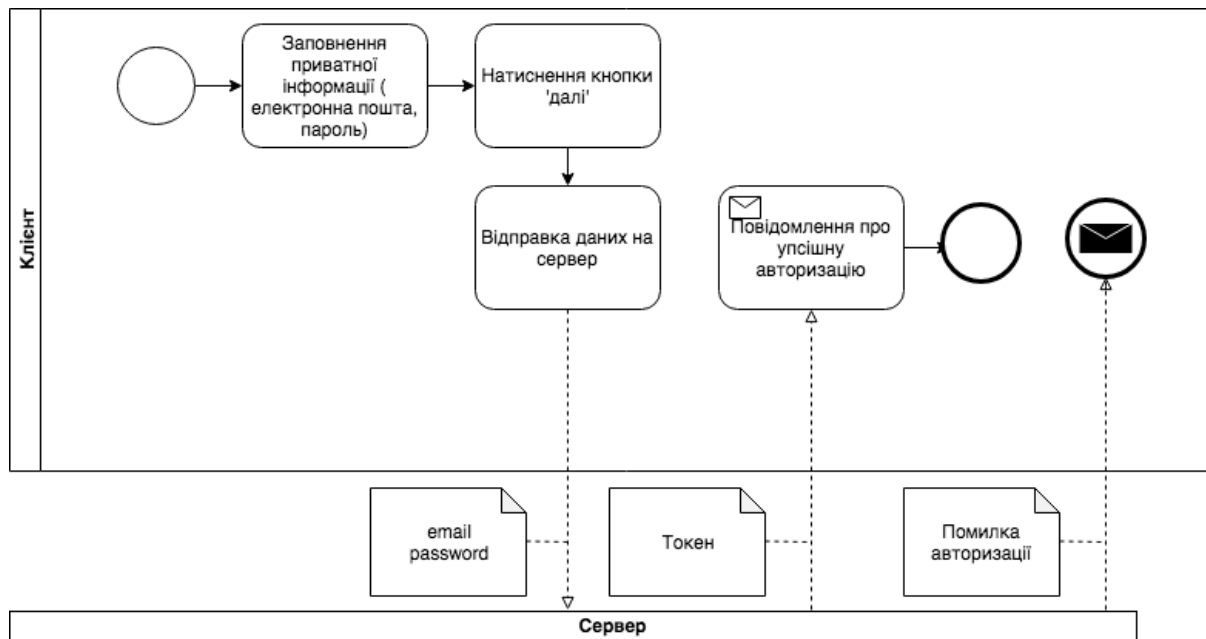 Клієнт
Заповнення
приватної
інформації (
електронна пошта,
пароль)
Натиснення кнопки
'далі'
Відправка даних на
сервер
Повідомлення про
упсішну
авторизацію
email
password
Токен
Помилка
авторизації
Сервер